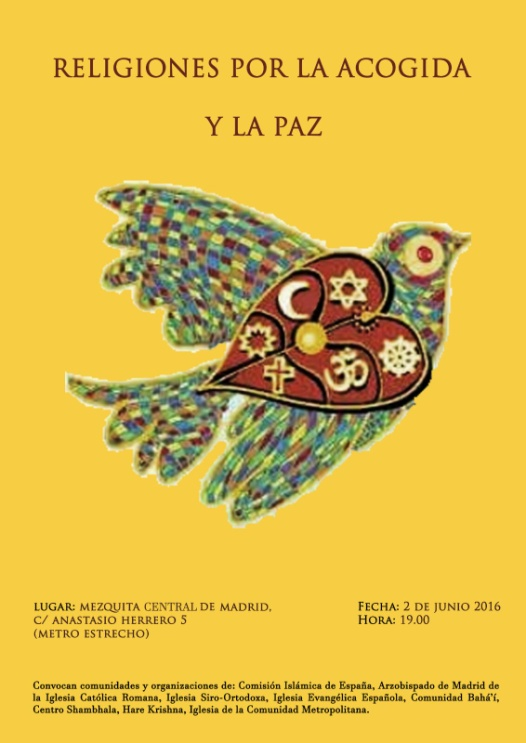 RELIGIONES POR LA ACOGIDA
Y LA PAZ
LUGAR: MEZQUITA CENTRAL DE MADRID,
C/ ANASTASIO HERRERO 5
(METRO ESTRECHO)
FECHA: 2 DE JUNIO 2016
HORA: 19.00
Convocan comunidades y organizaciones de: Comisión Islámica de España, Arzobispado de Madrid de
la Iglesia Católica Romana, Iglesia Siro-Ortodoxa, Iglesia Evangélica Española, Comunidad Bahá'í,
Centro Shambhala, Hare Krishna, Iglesia de la Comunidad Metropolitana.